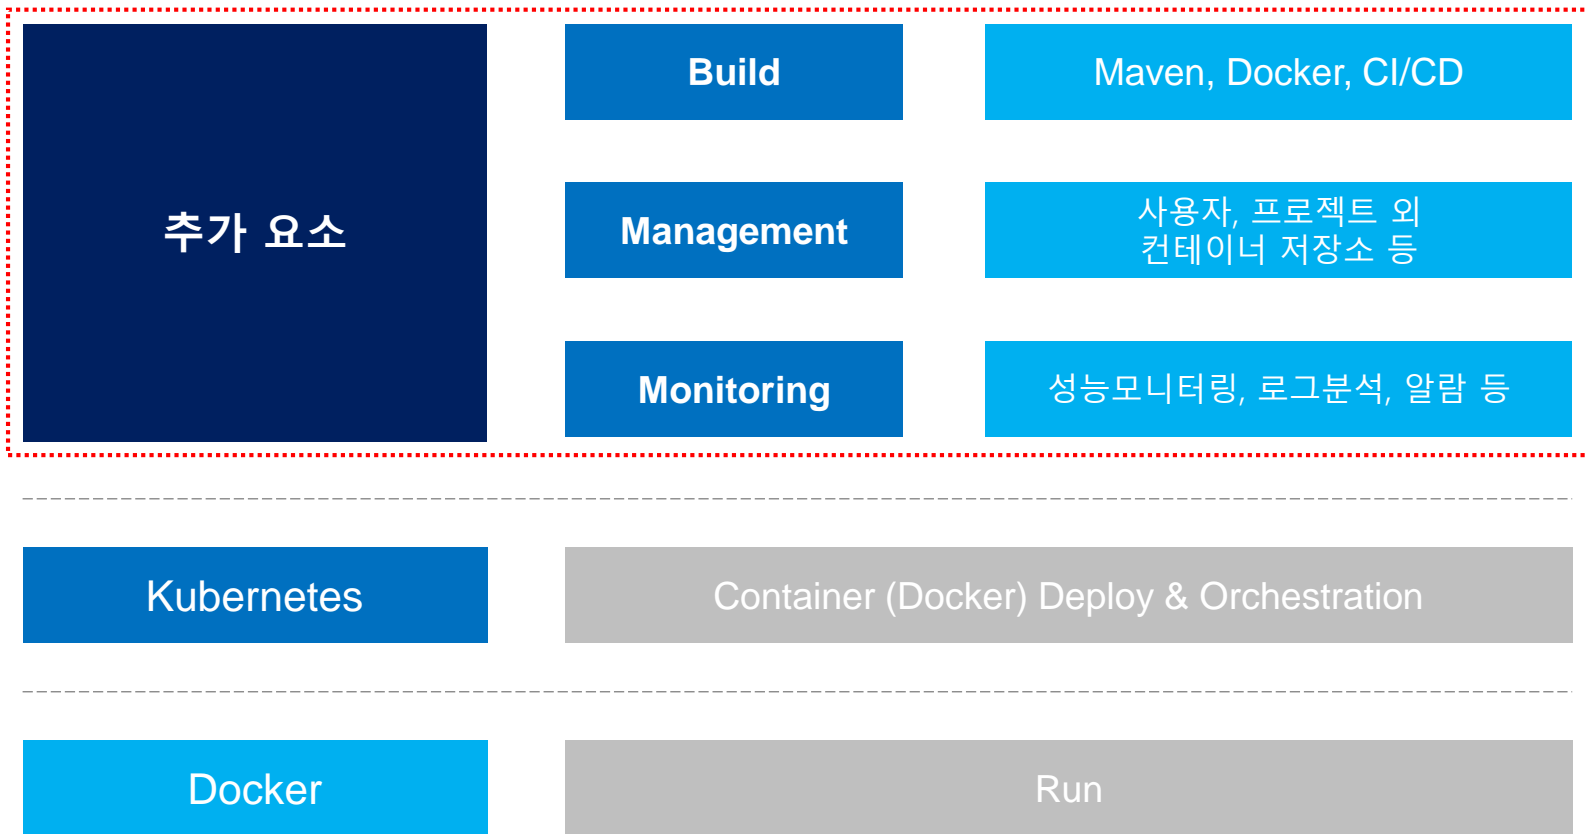 추가 요소
Build
Maven, Docker, CI/CD
Management
사용자, 프로젝트 외
컨테이너 저장소 등
Monitoring
성능모니터링, 로그분석, 알람 등
Kubernetes
Container (Docker) Deploy & Orchestration
Docker
Run